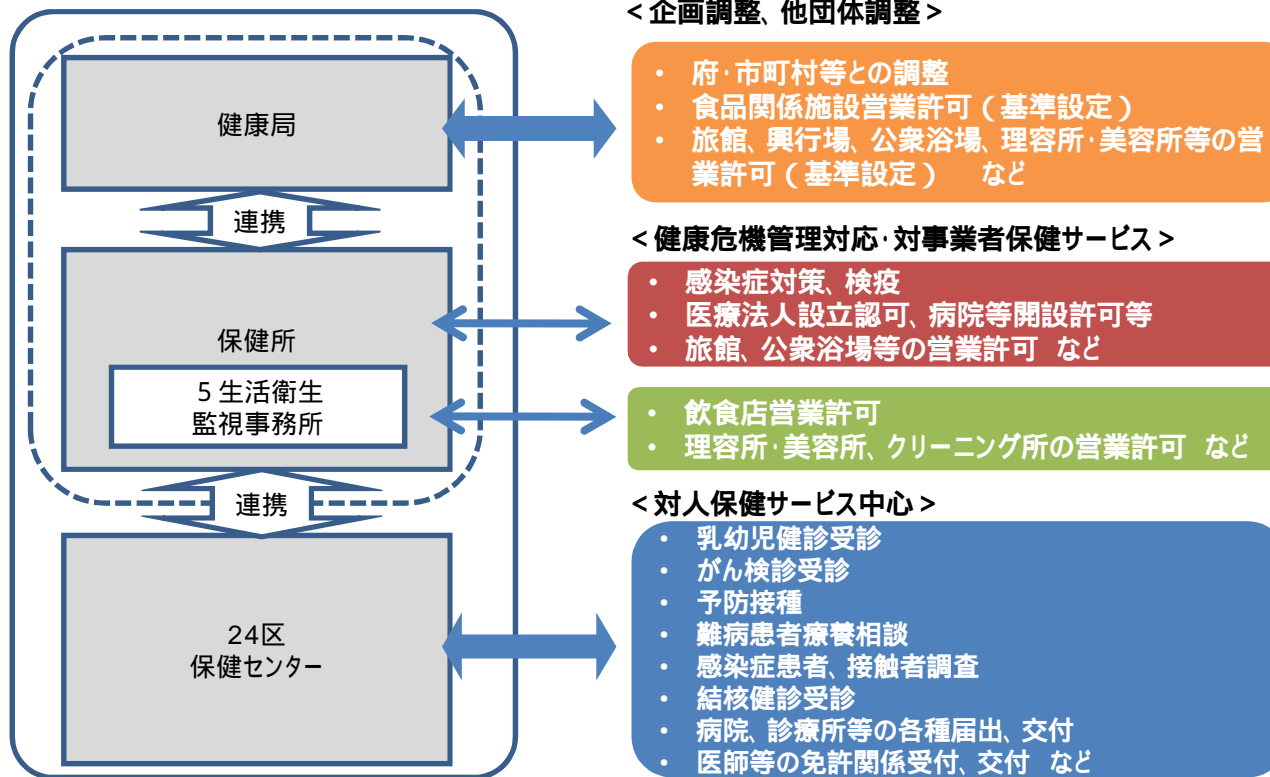 健康局
連携
保健所
5 生活衛生
監視事務所
連携
24区
保健センター
<企画調整、他団体調整>
・ 府・市町村等との調整
・ 食品関係施設営業許可（基準設定）
・ 旅館、興行場、公衆浴場、理容所・美容所等の営
業許可（基準設定） など
<健康危機管理対応・対事業者保健サービス>
・ 感染症対策、検疫
・ 医療法人設立認可、病院等開設許可等
・ 旅館、公衆浴場等の営業許可 など
・ 飲食店営業許可
・ 理容所・美容所、クリーニング所の営業許可 など
<対人保健サービス中心>
・ 乳幼児健診受診
・ がん検診受診
・ 予防接種
・ 難病患者療養相談
・ 感染症患者、接触者調査
・ 結核健診受診
・ 病院、診療所等の各種届出、交付
・ 医師等の免許関係受付、交付 など